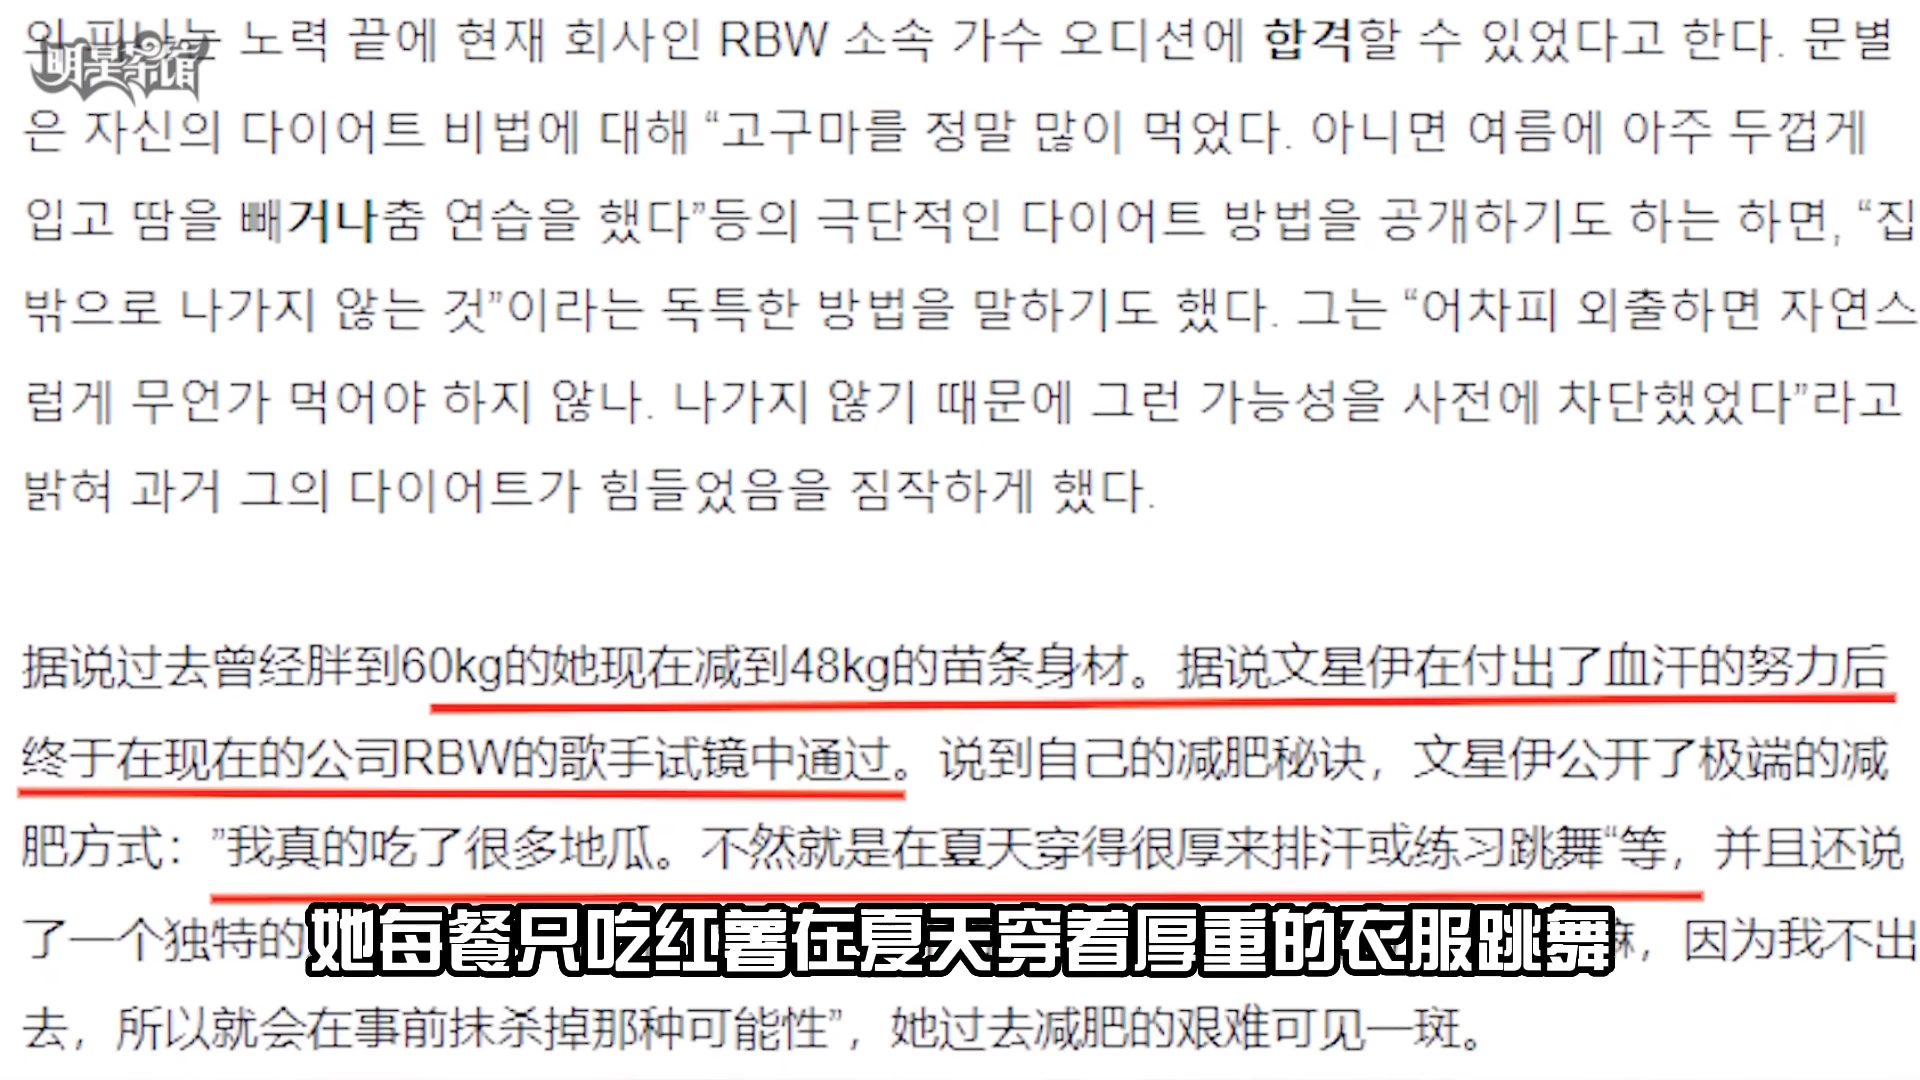 明星茶馆
노력 끝에 현재 회사인 RBW 소속 가수 오디션에 합격할 수 있었다고 한다. 문별
은 자신의 다이어트 비법에 대해 “고구마를 정말 많이 먹었다. 아니면 여름에 아주 두껍게
입고 땀을 빼거나춤 연습을 했다”등의 극단적인 다이어트 방법을 공개하기도 하는 하면, “집
밖으로 나가지 않는 것”이라는 독특한 방법을 말하기도 했다. 그는 “어차피 외출하면 자연스
럽게 무언가 먹어야 하지 않나. 나가지 않기 때문에 그런 가능성을 사전에 차단했었다”라고
밝혀 과거 그의 다이어트가 힘들었음을 짐작하게 했다.
据说过去曾经胖到60kg的她现在减到48kg的苗条身材。据说文星伊在付出了血汗的努力后
终于在现在的公司RBW的歌手试镜中通过。说到自己的减肥秘诀，文星伊公开了极端的减
肥方式：”我真的吃了很多地瓜。不然就是在夏天穿得很厚来排汗或练习跳舞“等，并且还说
了一个独特的 嘛，因为我不出
她每餐只吃红薯在夏天穿着厚重的衣服跳舞
去，所以就会在事前抹杀掉那种可能性”，她过去减肥的艰难可见一斑。